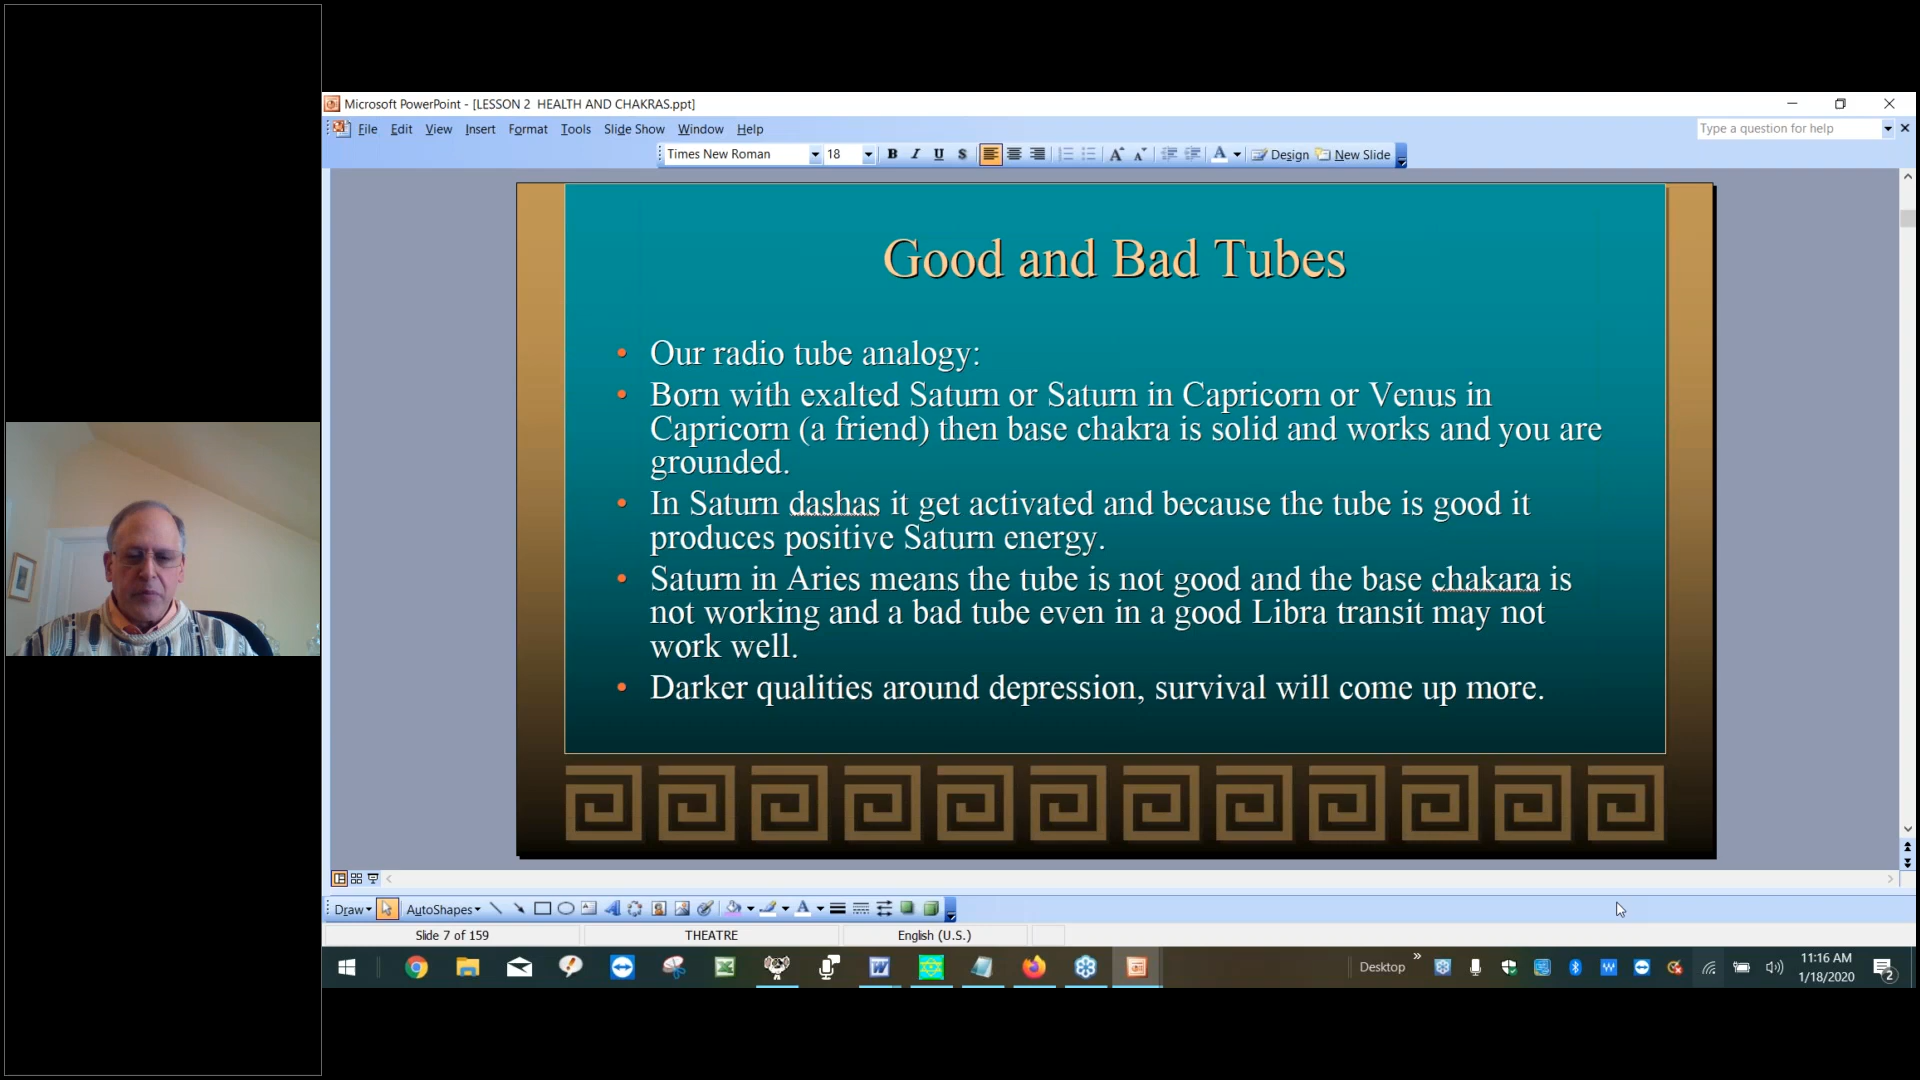 Microsoft PowerPoint - [LESSON 2  HEALTH AND CHAKRAS.ppt]
File Edit View Insert Format Tools Slide Show Window Help
Type a question for help
Times New Roman 18 B I U S A A A Design New Slide
Good and Bad Tubes
• Our radio tube analogy:
• Born with exalted Saturn or Saturn in Capricorn or Venus in
Capricorn (a friend) then base chakra is solid and works and you are
grounded.
• In Saturn dashas it get activated and because the tube is good it
produces positive Saturn energy.
• Saturn in Aries means the tube is not good and the base chakara is
not working and a bad tube even in a good Libra transit may not
work well.
• Darker qualities around depression, survival will come up more.
Draw AutoShapes A
Slide 7 of 159 THEATRE English (U.S.)
Desktop
11:16 AM
1/18/2020
2